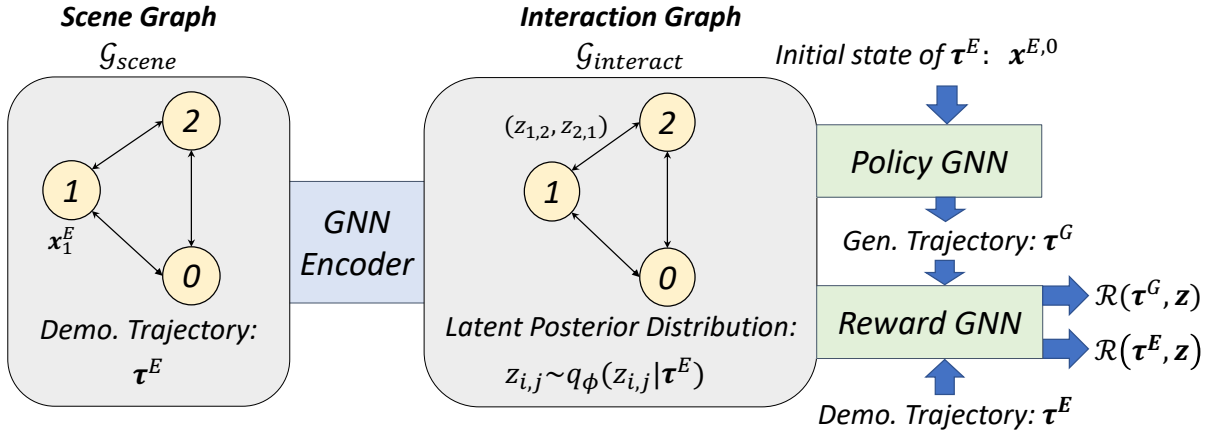 Scene Graph
𝒢scene
2
1
x₁ᴱ
0
Demo. Trajectory:
τᴱ
GNN
Encoder
Interaction Graph
𝒢interact
(z₁,₂, z₂,₁)
2
1
0
Latent Posterior Distribution:
zᵢ,ⱼ~qϕ(zᵢ,ⱼ|τᴱ)
Initial state of τᴱ: xᴱ,⁰
Policy GNN
Gen. Trajectory: τᴳ
Reward GNN
ℛ(τᴳ, z)
ℛ(τᴱ, z)
Demo. Trajectory: τᴱ